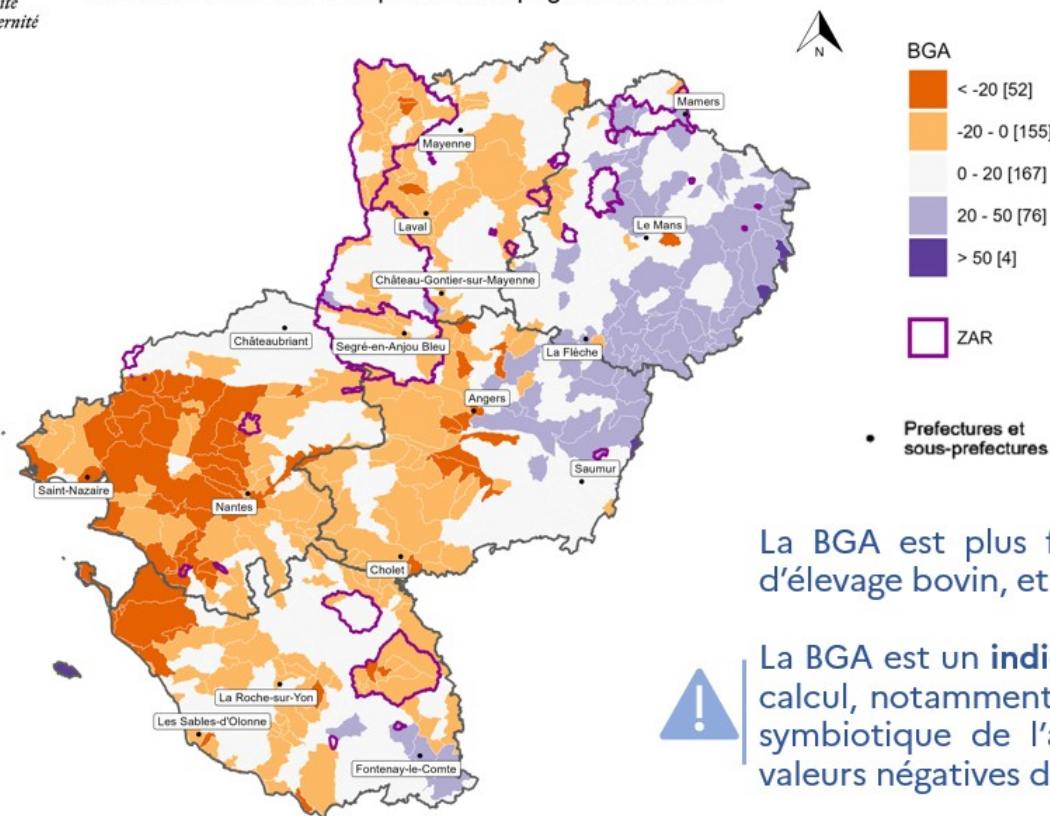 ernité
N
BGA
< -20 [52]
-20 - 0 [155]
0 - 20 [167]
20 - 50 [76]
> 50 [4]
ZAR
Prefectures et
sous-prefectures
Mamers
Mayenne
Laval
Le Mans
Château-Gontier-sur-Mayenne
Châteaubriant
Segré-en-Anjou Bleu
La Flèche
Angers
Saumur
Saint-Nazaire
Nantes
Cholet
La Roche-sur-Yon
Les Sables-d'Olonne
Fontenay-le-Comte
La BGA est plus f
d'élevage bovin, et
La BGA est un indi
calcul, notamment
symbiotique de l'a
valeurs négatives d